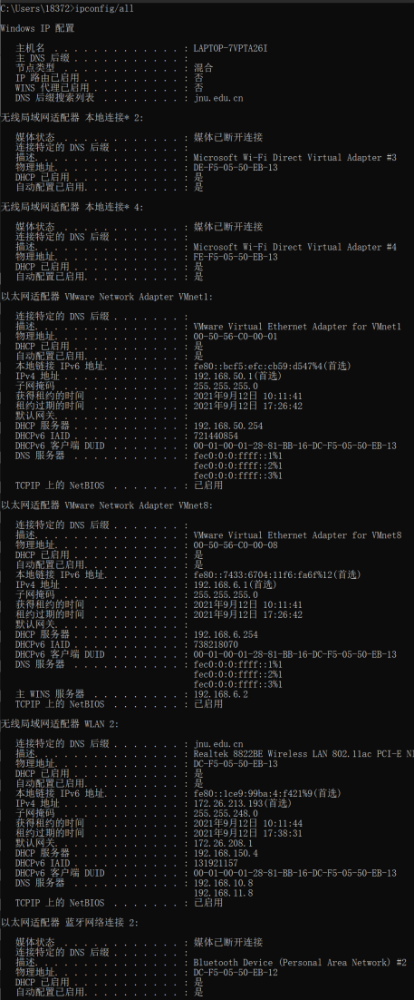 C:\Users\18372>ipconfig/all
Windows IP 配置
主机名 . . . . . . . . . . . . . : LAPTOP-7VPTA26I
主 DNS 后缀 . . . . . . . . . . . :
节点类型 . . . . . . . . . . . . : 混合
IP 路由已启用 . . . . . . . . . . : 否
WINS 代理已启用 . . . . . . . . . : 否
DNS 后缀搜索列表 . . . . . . . . : jnu.edu.cn
无线局域网适配器 本地连接* 2:
媒体状态 . . . . . . . . . . . . : 媒体已断开连接
连接特定的 DNS 后缀 . . . . . . . :
描述. . . . . . . . . . . . . . . : Microsoft Wi-Fi Direct Virtual Adapter #3
物理地址. . . . . . . . . . . . . : DE-F5-05-50-EB-13
DHCP 已启用 . . . . . . . . . . . : 是
自动配置已启用. . . . . . . . . . : 是
无线局域网适配器 本地连接* 4:
媒体状态 . . . . . . . . . . . . : 媒体已断开连接
连接特定的 DNS 后缀 . . . . . . . :
描述. . . . . . . . . . . . . . . : Microsoft Wi-Fi Direct Virtual Adapter #4
物理地址. . . . . . . . . . . . . : FE-F5-05-50-EB-13
DHCP 已启用 . . . . . . . . . . . : 是
自动配置已启用. . . . . . . . . . : 是
以太网适配器 VMware Network Adapter VMnet1:
连接特定的 DNS 后缀 . . . . . . . :
描述. . . . . . . . . . . . . . . : VMware Virtual Ethernet Adapter for VMnet1
物理地址. . . . . . . . . . . . . : 00-50-56-C0-00-01
DHCP 已启用 . . . . . . . . . . . : 是
自动配置已启用. . . . . . . . . . : 是
本地链接 IPv6 地址. . . . . . . . : fe80::bcf5:efc:cb59:d547%4(首选)
IPv4 地址 . . . . . . . . . . . . : 192.168.50.1(首选)
子网掩码 . . . . . . . . . . . . : 255.255.255.0
获得租约的时间 . . . . . . . . . : 2021年9月12日 10:11:41
租约过期的时间 . . . . . . . . . : 2021年9月12日 17:26:42
默认网关. . . . . . . . . . . . . :
DHCP 服务器 . . . . . . . . . . . : 192.168.50.254
DHCPv6 IAID . . . . . . . . . . . : 721440854
DHCPv6 客户端 DUID . . . . . . . : 00-01-00-01-28-81-BB-16-DC-F5-05-50-EB-13
DNS 服务器 . . . . . . . . . . . : fec0:0:0:ffff::1%1
fec0:0:0:ffff::2%1
fec0:0:0:ffff::3%1
TCPIP 上的 NetBIOS . . . . . . . : 已启用
以太网适配器 VMware Network Adapter VMnet8:
连接特定的 DNS 后缀 . . . . . . . :
描述. . . . . . . . . . . . . . . : VMware Virtual Ethernet Adapter for VMnet8
物理地址. . . . . . . . . . . . . : 00-50-56-C0-00-08
DHCP 已启用 . . . . . . . . . . . : 是
自动配置已启用. . . . . . . . . . : 是
本地链接 IPv6 地址. . . . . . . . : fe80::7433:6704:11f6:fa6f%12(首选)
IPv4 地址 . . . . . . . . . . . . : 192.168.6.1(首选)
子网掩码 . . . . . . . . . . . . : 255.255.255.0
获得租约的时间 . . . . . . . . . : 2021年9月12日 10:11:41
租约过期的时间 . . . . . . . . . : 2021年9月12日 17:26:42
默认网关. . . . . . . . . . . . . :
DHCP 服务器 . . . . . . . . . . . : 192.168.6.254
DHCPv6 IAID . . . . . . . . . . . : 738218070
DHCPv6 客户端 DUID . . . . . . . : 00-01-00-01-28-81-BB-16-DC-F5-05-50-EB-13
DNS 服务器 . . . . . . . . . . . : fec0:0:0:ffff::1%1
fec0:0:0:ffff::2%1
fec0:0:0:ffff::3%1
主 WINS 服务器 . . . . . . . . . : 192.168.6.2
TCPIP 上的 NetBIOS . . . . . . . : 已启用
无线局域网适配器 WLAN 2:
连接特定的 DNS 后缀 . . . . . . . : jnu.edu.cn
描述. . . . . . . . . . . . . . . : Realtek 8822BE Wireless LAN 802.11ac PCI-E NI
物理地址. . . . . . . . . . . . . : DC-F5-05-50-EB-13
DHCP 已启用 . . . . . . . . . . . : 是
自动配置已启用. . . . . . . . . . : 是
本地链接 IPv6 地址. . . . . . . . : fe80::1ce9:99ba:4:f421%9(首选)
IPv4 地址 . . . . . . . . . . . . : 172.26.213.193(首选)
子网掩码 . . . . . . . . . . . . : 255.255.248.0
获得租约的时间 . . . . . . . . . : 2021年9月12日 10:11:44
租约过期的时间 . . . . . . . . . : 2021年9月12日 17:38:31
默认网关. . . . . . . . . . . . . : 172.26.208.1
DHCP 服务器 . . . . . . . . . . . : 192.168.150.4
DHCPv6 IAID . . . . . . . . . . . : 131921157
DHCPv6 客户端 DUID . . . . . . . : 00-01-00-01-28-81-BB-16-DC-F5-05-50-EB-13
DNS 服务器 . . . . . . . . . . . : 192.168.10.8
192.168.11.8
TCPIP 上的 NetBIOS . . . . . . . : 已启用
以太网适配器 蓝牙网络连接 2:
媒体状态 . . . . . . . . . . . . : 媒体已断开连接
连接特定的 DNS 后缀 . . . . . . . :
描述. . . . . . . . . . . . . . . : Bluetooth Device (Personal Area Network) #2
物理地址. . . . . . . . . . . . . : DC-F5-05-50-EB-12
DHCP 已启用 . . . . . . . . . . . : 是
自动配置已启用. . . . . . . . . . : 是